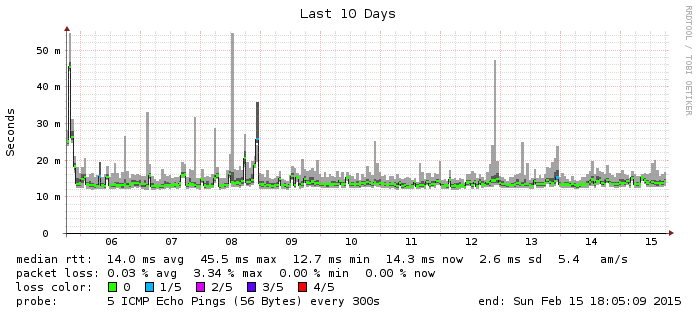 Last 10 Days
RRDTOOL / TOBI OETIKER
Seconds
50 m
40 m
30 m
20 m
10 m
0
06 07 08 09 10 11 12 13 14 15
median rtt: 14.0 ms avg 45.5 ms max 12.7 ms min 14.3 ms now 2.6 ms sd 5.4 am/s
packet loss: 0.03 % avg 3.34 % max 0.00 % min 0.00 % now
loss color: 0 1/5 2/5 3/5 4/5
probe: 5 ICMP Echo Pings (56 Bytes) every 300s end: Sun Feb 15 18:05:09 2015